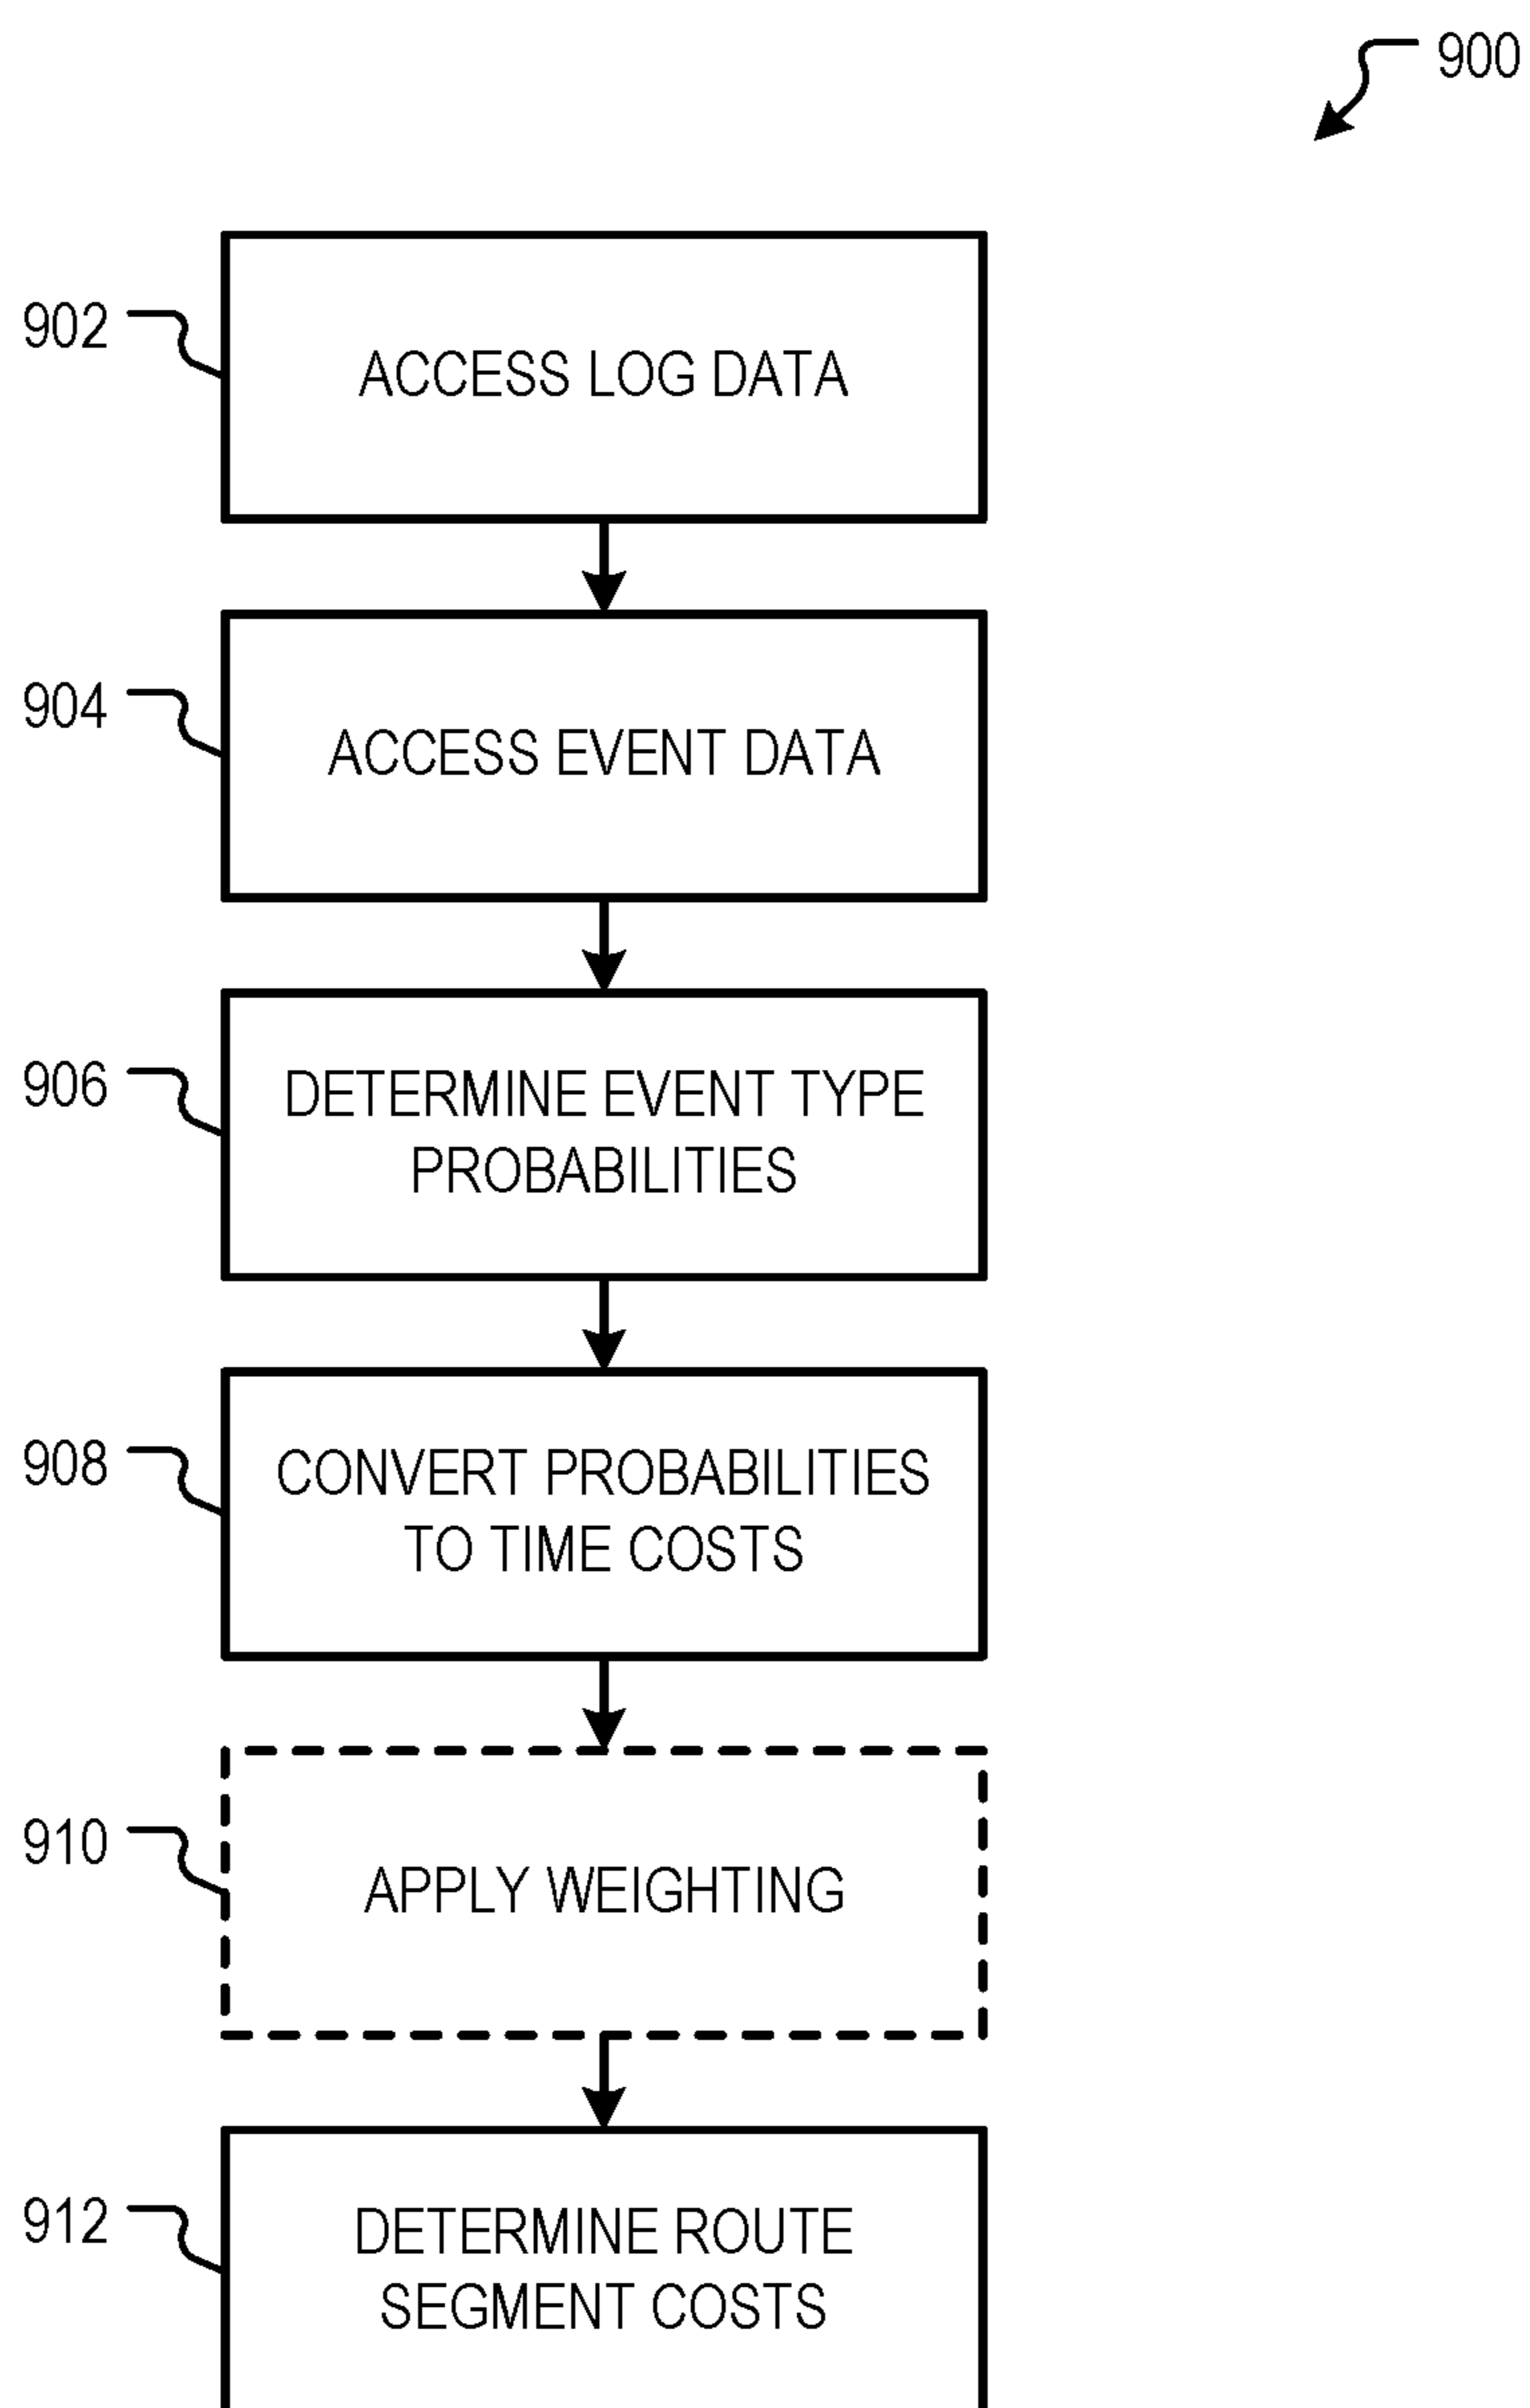 900
902
ACCESS LOG DATA
904
ACCESS EVENT DATA
906
DETERMINE EVENT TYPE
PROBABILITIES
908
CONVERT PROBABILITIES
TO TIME COSTS
910
APPLY WEIGHTING
912
DETERMINE ROUTE
SEGMENT COSTS